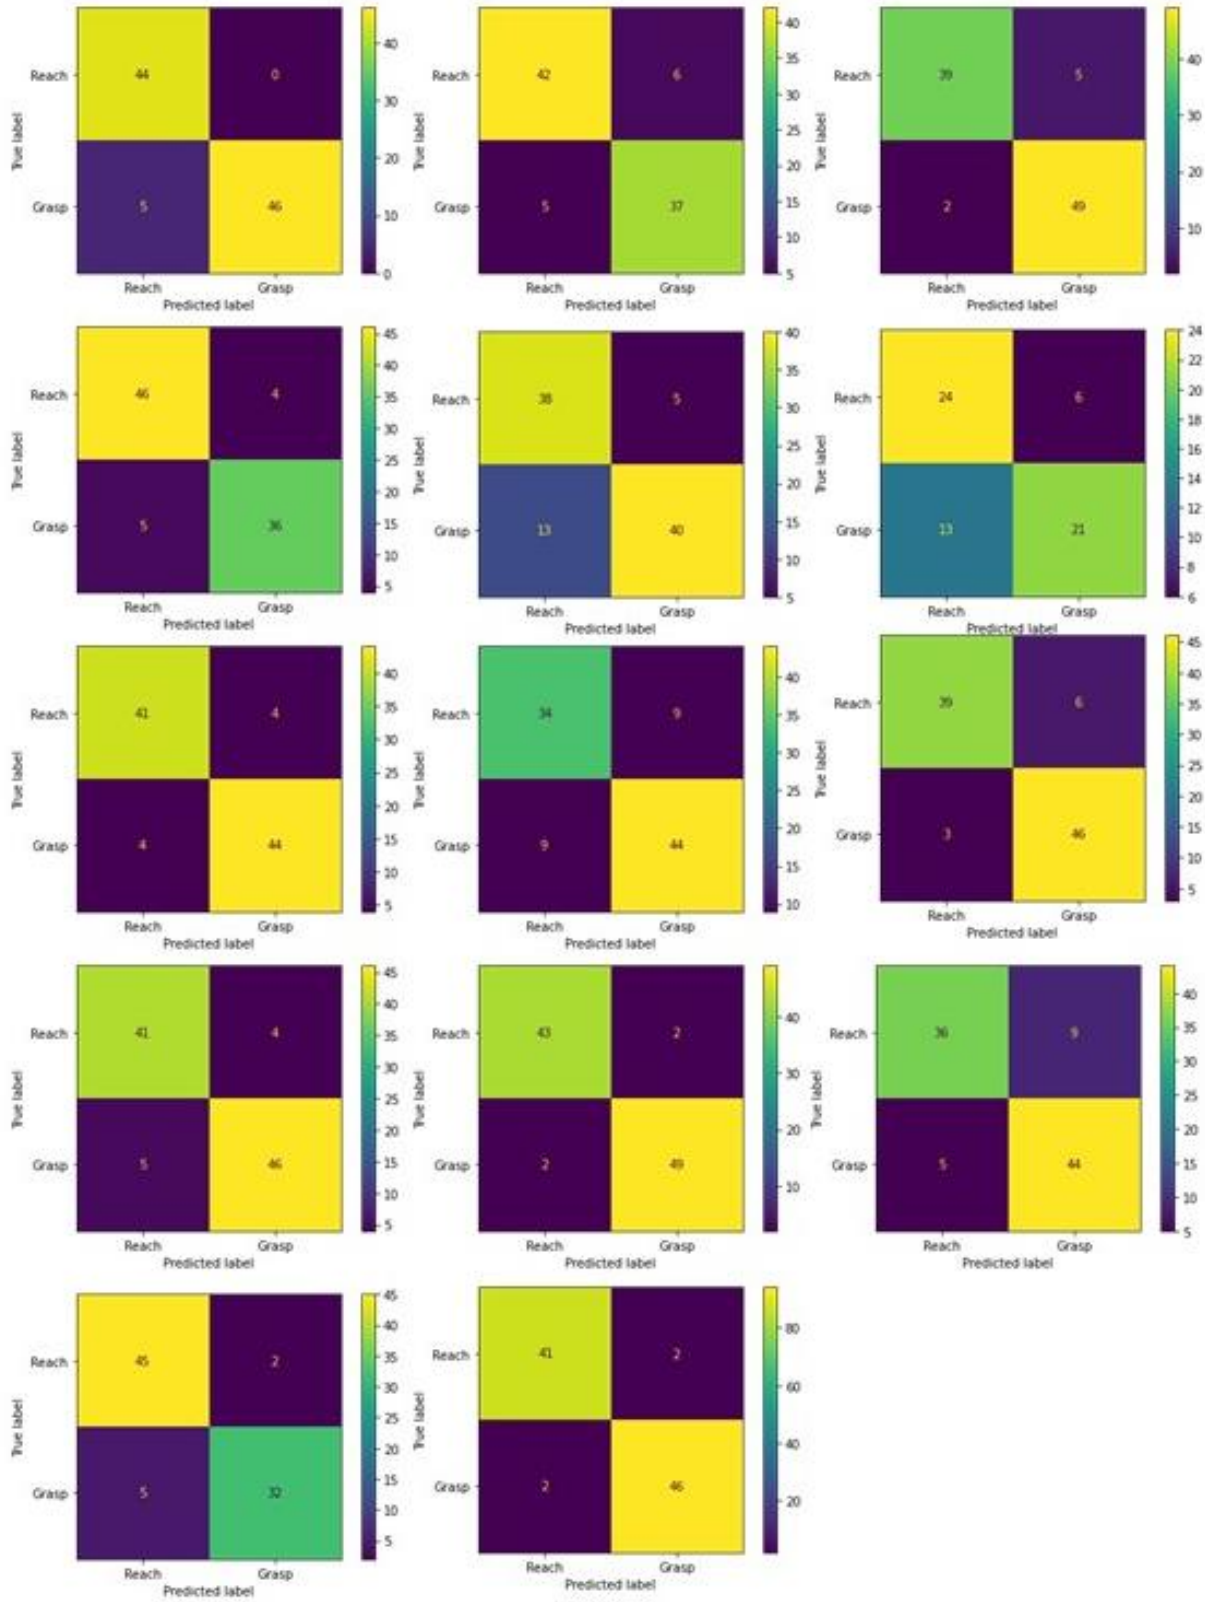 True label
Reach
44
0
Grasp
5
46
Reach Grasp
Predicted label
40
30
20
10
0
True label
Reach
42
6
Grasp
5
37
Reach Grasp
Predicted label
40
35
30
25
20
15
10
5
True label
39
5
2
49
Reach
Grasp
Reach Grasp
Predicted label
40
30
20
10
True label
Reach
46
4
Grasp
5
36
Reach Grasp
Predicted label
45
40
35
30
25
20
15
10
5
True label
Reach
38
5
Grasp
13
40
Reach Grasp
Predicted label
40
35
30
25
20
15
10
5
True label
Reach
24
6
Grasp
13
21
Reach Grasp
Predicted label
24
22
20
18
16
14
12
10
8
6
True label
Reach
41
4
Grasp
4
44
Reach Grasp
Predicted label
40
35
30
25
20
15
10
5
True label
Reach
34
9
Grasp
9
44
Reach Grasp
Predicted label
40
35
30
25
20
15
10
True label
Reach
39
6
Grasp
3
46
Reach Grasp
Predicted label
45
40
35
30
25
20
15
10
5
True label
Reach
41
4
Grasp
5
46
Reach Grasp
Predicted label
45
40
35
30
25
20
15
10
5
True label
Reach
43
2
Grasp
2
49
Reach Grasp
Predicted label
40
30
20
10
True label
Reach
36
9
Grasp
5
44
Reach Grasp
Predicted label
40
35
30
25
20
15
10
5
True label
Reach
45
2
Grasp
5
32
Reach Grasp
Predicted label
45
40
35
30
25
20
15
10
5
True label
Reach
41
2
Grasp
2
46
Reach Grasp
Predicted label
80
60
40
20